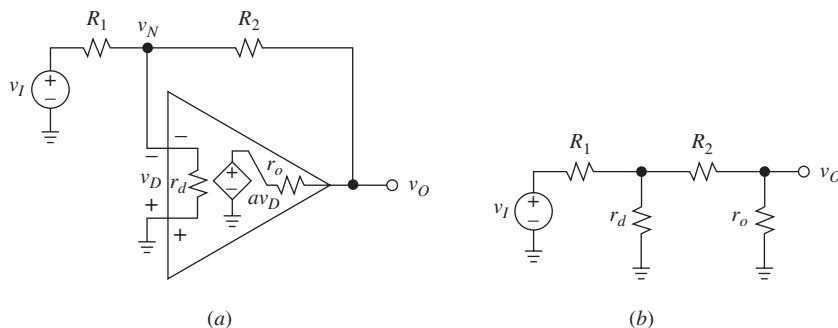 R1 vN R2
vI + −
− −
vD rd + − ro vO
+ avD
+
(a)
R1 R2 vO
vI + − rd ro
(b)